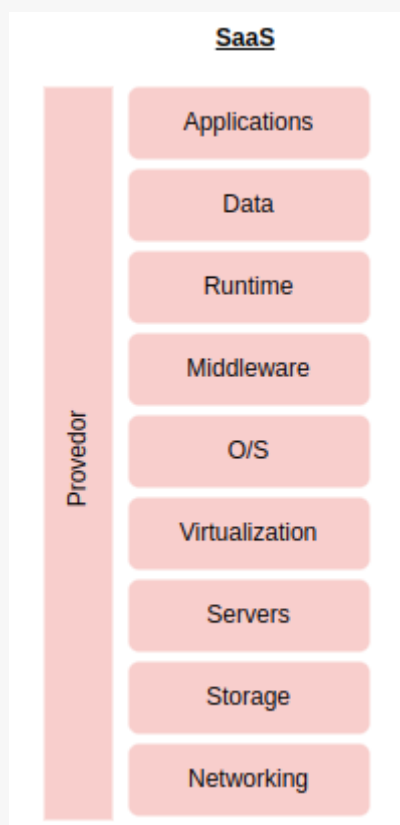 SaaS
Provedor
Applications
Data
Runtime
Middleware
O/S
Virtualization
Servers
Storage
Networking